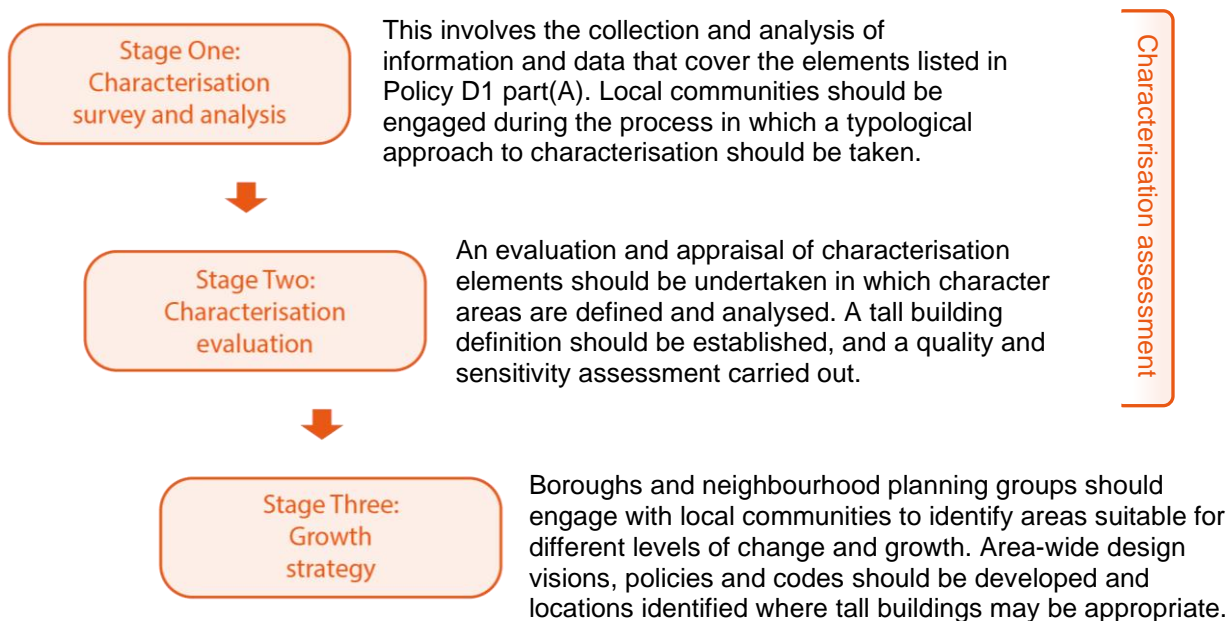 Stage One:
Characterisation
survey and analysis
This involves the collection and analysis of
information and data that cover the elements listed in
Policy D1 part(A). Local communities should be
engaged during the process in which a typological
approach to characterisation should be taken.
Characterisation assessment
Stage Two:
Characterisation
evaluation
An evaluation and appraisal of characterisation
elements should be undertaken in which character
areas are defined and analysed. A tall building
definition should be established, and a quality and
sensitivity assessment carried out.
Stage Three:
Growth
strategy
Boroughs and neighbourhood planning groups should
engage with local communities to identify areas suitable for
different levels of change and growth. Area-wide design
visions, policies and codes should be developed and
locations identified where tall buildings may be appropriate.